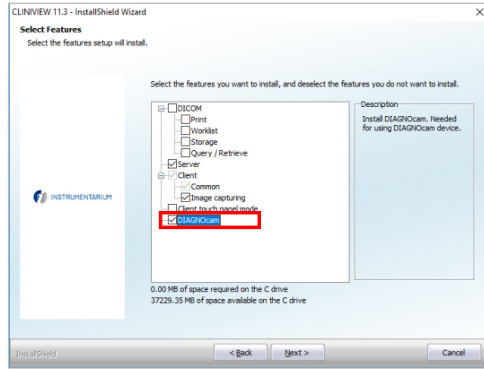 CLINIVIEW 11.3 - InstallShield Wizard
Select Features
Select the features setup will install.
Select the features you want to install, and deselect the features you do not want to install.
DICOM
Print
Worklist
Storage
Query / Retrieve
Server
Client
Common
Image capturing
Client touch panel mode
DIAGNOcam
Description
Install DIAGNOcam. Needed
for using DIAGNOcam device.
INSTRUMENTARIUM
0.00 MB of space required on the C drive
37229.35 MB of space available on the C drive
InstallShield
< Back
Next >
Cancel